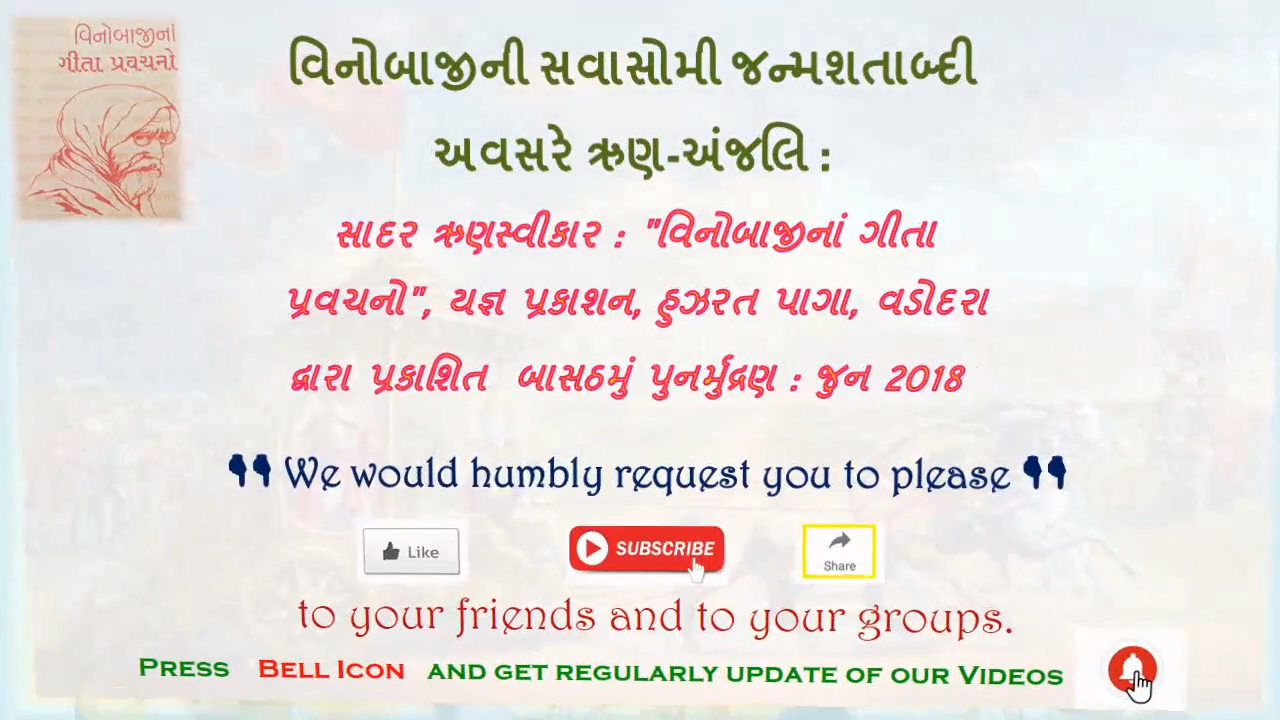 વિનોબાજીનાં
ગીતા પ્રવચનો
વિનોબાજીની સવાસોમી જન્મશતાબ્દી
અવસરે ઋણ-અંજલિ :
સાદર ઋણસ્વીકાર : "વિનોબાજીનાં ગીતા
પ્રવચનો", યજ્ઞ પ્રકાશન, હુઝરત પાગા, વડોદરા
દ્વારા પ્રકાશિત બાસઠમું પુનર્મુદ્રણ : જુન 2018
We would humbly request you to please
Like
SUBSCRIBE
Share
to your friends and to your groups.
PRESS BELL ICON AND GET REGULARLY UPDATE OF OUR VIDEOS